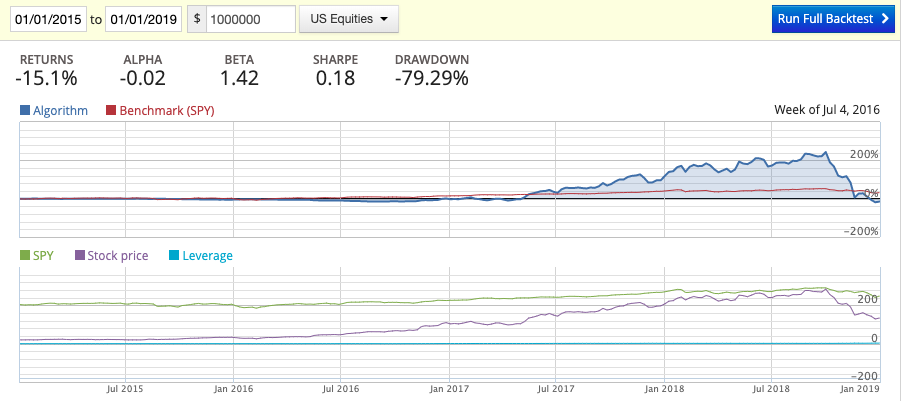 01/01/2015 to 01/01/2019 $ 1000000 US Equities Run Full Backtest
RETURNS ALPHA BETA SHARPE DRAWDOWN
-15.1% -0.02 1.42 0.18 -79.29%
Algorithm Benchmark (SPY) Week of Jul 4, 2016
200%
0%
-200%
SPY Stock price Leverage
200
0
-200
Jul 2015 Jan 2016 Jul 2016 Jan 2017 Jul 2017 Jan 2018 Jul 2018 Jan 2019